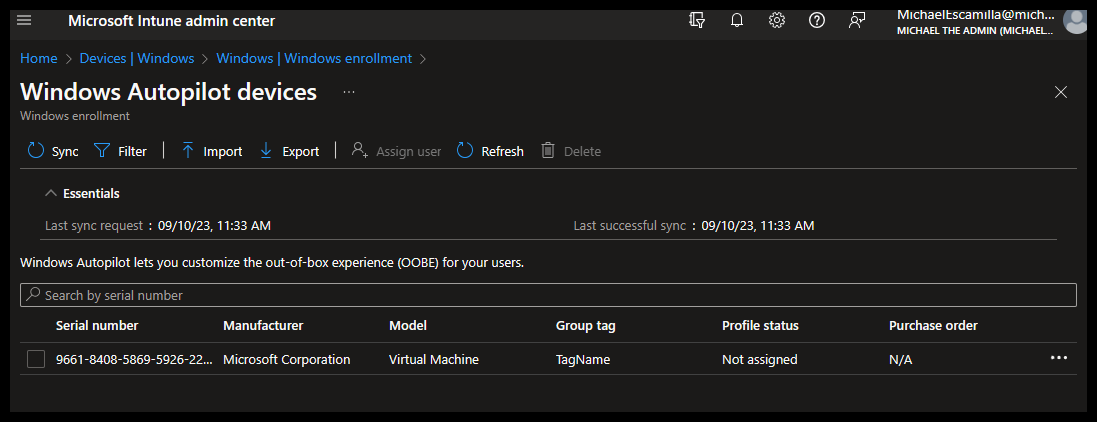 Microsoft Intune admin center
MichaelEscamilla@mich...
MICHAEL THE ADMIN (MICHAEL...
Home > Devices | Windows > Windows | Windows enrollment >
Windows Autopilot devices ...
Windows enrollment
Sync Filter Import Export Assign user Refresh Delete
Essentials
Last sync request : 09/10/23, 11:33 AM Last successful sync : 09/10/23, 11:33 AM
Windows Autopilot lets you customize the out-of-box experience (OOBE) for your users.
Search by serial number
Serial number Manufacturer Model Group tag Profile status Purchase order
9661-8408-5869-5926-22... Microsoft Corporation Virtual Machine TagName Not assigned N/A ...